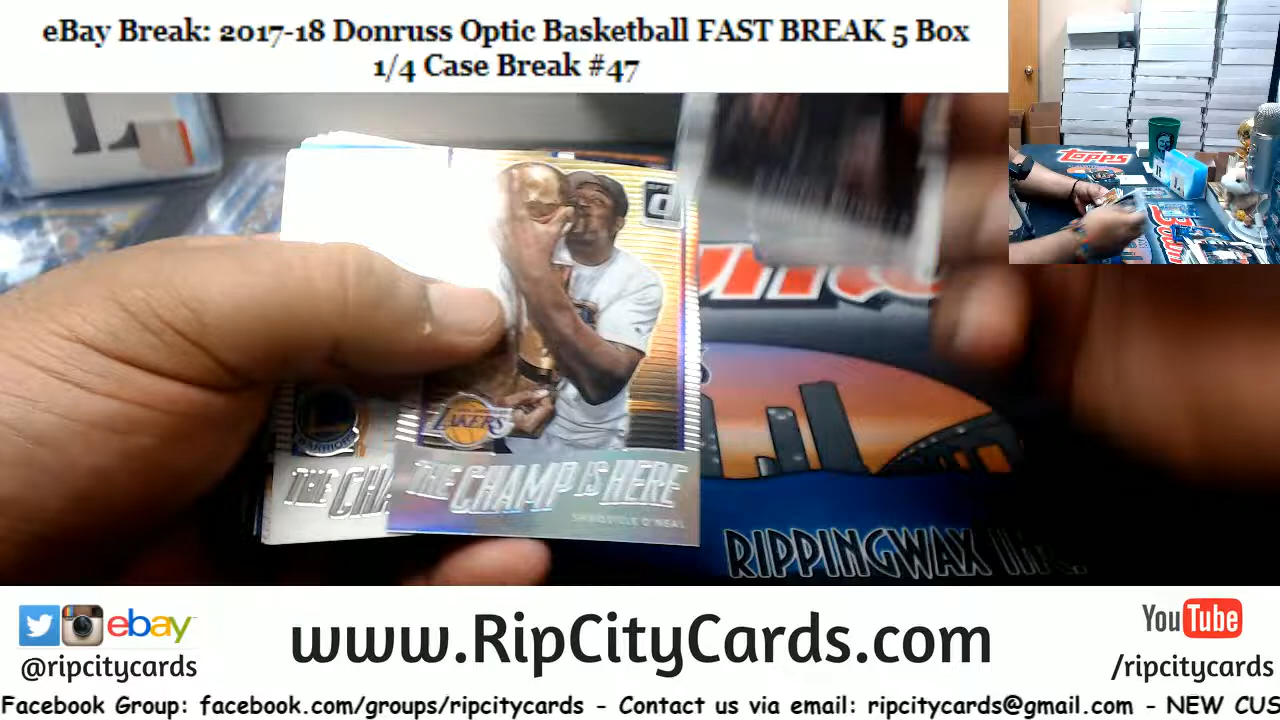 eBay Break: 2017-18 Donruss Optic Basketball FAST BREAK 5 Box
1/4 Case Break #47
topps
LAKERS
WARRIORS
THE CHA
THE CHAMP IS HERE
SHAQUILLE O'NEAL
RIPPINGWAX
ebay
@ripcitycards
www.RipCityCards.com
YouTube
/ripcitycards
Facebook Group: facebook.com/groups/ripcitycards - Contact us via email: ripcitycards@gmail.com - NEW CUS